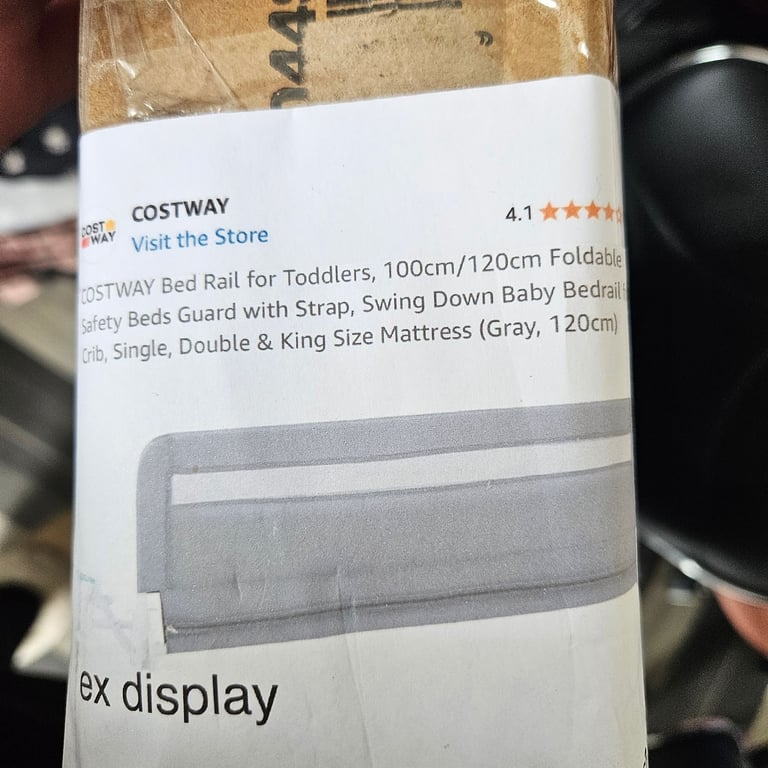 COSTWAY
Visit the Store
4.1
COST WAY
COSTWAY Bed Rail for Toddlers, 100cm/120cm Foldable
Safety Beds Guard with Strap, Swing Down Baby Bedrail
Crib, Single, Double & King Size Mattress (Gray, 120cm)
ex display